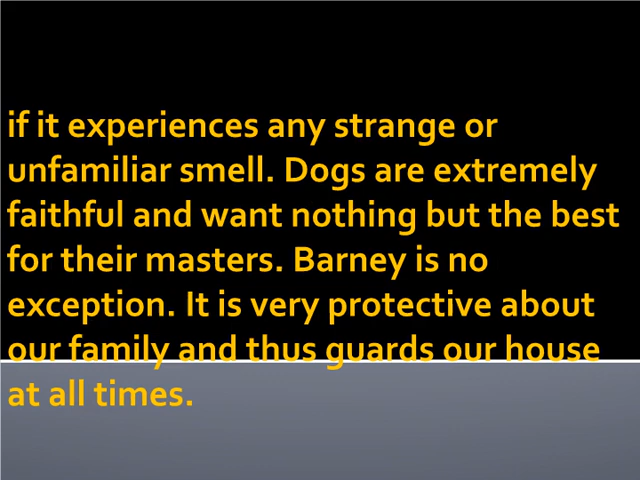 if it experiences any strange or
unfamiliar smell. Dogs are extremely
faithful and want nothing but the best
for their masters. Barney is no
exception. It is very protective about
our family and thus guards our house
at all times.